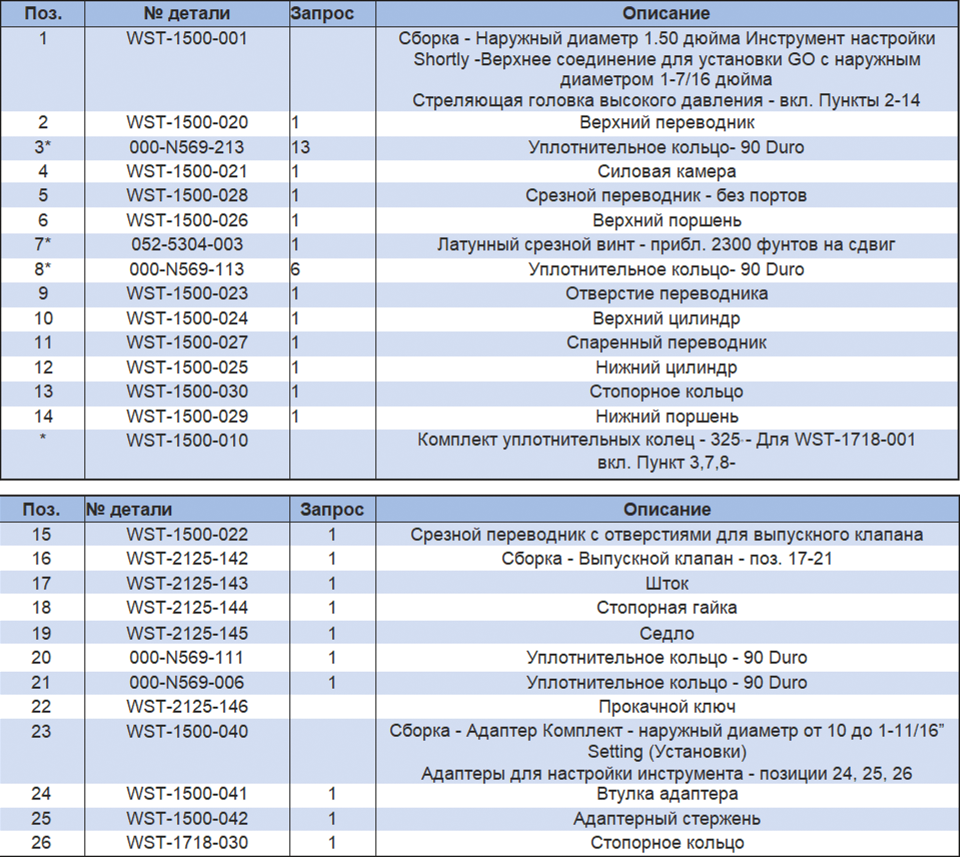 Поз. № детали Запрос Описание
1 WST-1500-001 Сборка - Наружный диаметр 1.50 дюйма Инструмент настройки
Shortly -Верхнее соединение для установки GO с наружным
диаметром 1-7/16 дюйма
Стреляющая головка высокого давления - вкл. Пункты 2-14
2 WST-1500-020 1 Верхний переводник
3* 000-N569-213 13 Уплотнительное кольцо- 90 Duro
4 WST-1500-021 1 Силовая камера
5 WST-1500-028 1 Срезной переводник - без портов
6 WST-1500-026 1 Верхний поршень
7* 052-5304-003 1 Латунный срезной винт - прибл. 2300 фунтов на сдвиг
8* 000-N569-113 6 Уплотнительное кольцо- 90 Duro
9 WST-1500-023 1 Отверстие переводника
10 WST-1500-024 1 Верхний цилиндр
11 WST-1500-027 1 Спаренный переводник
12 WST-1500-025 1 Нижний цилиндр
13 WST-1500-030 1 Стопорное кольцо
14 WST-1500-029 1 Нижний поршень
* WST-1500-010 Комплект уплотнительных колец - 325 - Для WST-1718-001
вкл. Пункт 3,7,8-
Поз. № детали Запрос Описание
15 WST-1500-022 1 Срезной переводник с отверстиями для выпускного клапана
16 WST-2125-142 1 Сборка - Выпускной клапан - поз. 17-21
17 WST-2125-143 1 Шток
18 WST-2125-144 1 Стопорная гайка
19 WST-2125-145 1 Седло
20 000-N569-111 1 Уплотнительное кольцо - 90 Duro
21 000-N569-006 1 Уплотнительное кольцо - 90 Duro
22 WST-2125-146 Прокачной ключ
23 WST-1500-040 Сборка - Адаптер Комплект - наружный диаметр от 10 до 1-11/16”
Setting (Установки)
Адаптеры для настройки инструмента - позиции 24, 25, 26
24 WST-1500-041 1 Втулка адаптера
25 WST-1500-042 1 Адаптерный стержень
26 WST-1718-030 1 Стопорное кольцо